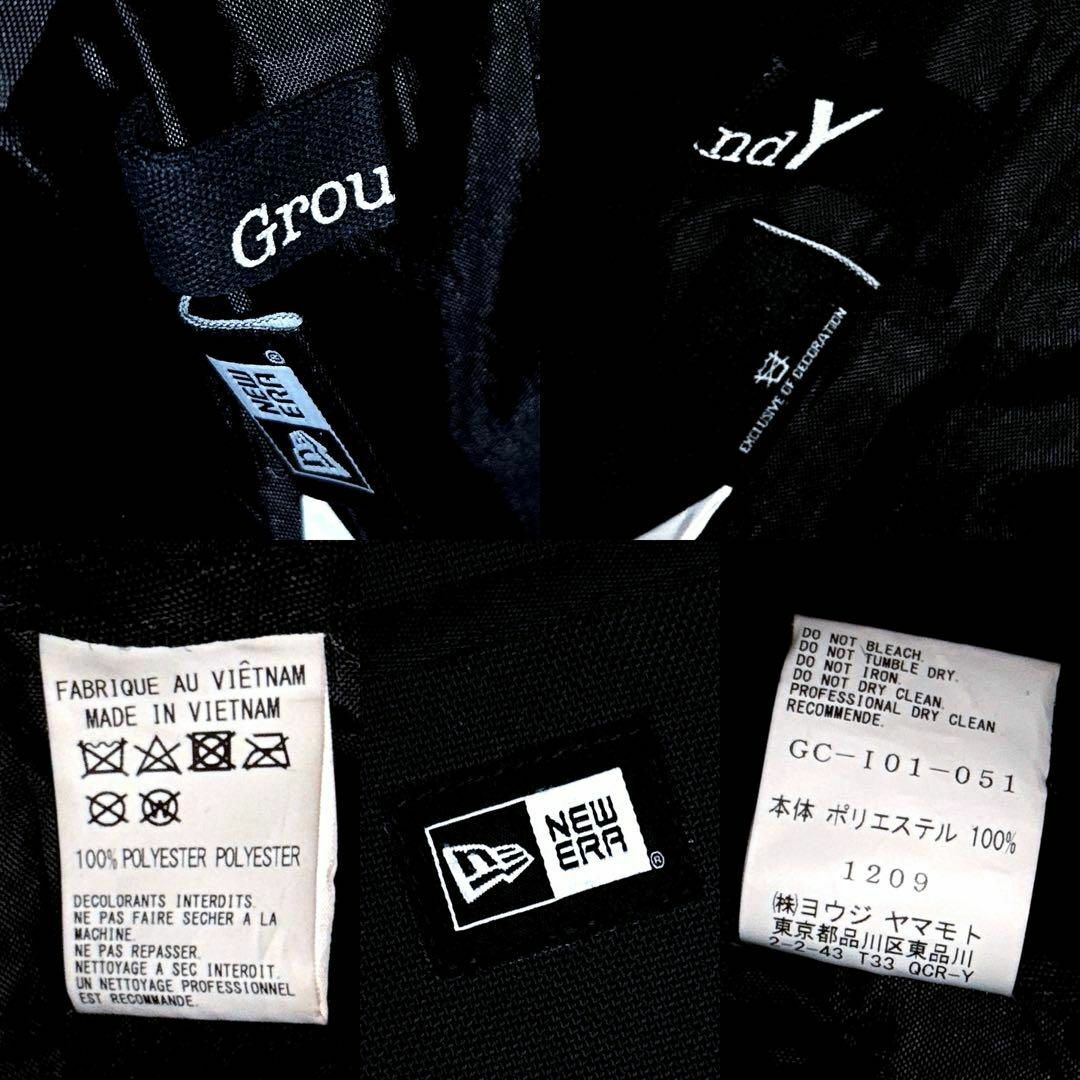 Grou
NEW ERA®
ndY
EXCLUSIVE OF DECORATION
FABRIQUE AU VIÊTNAM
MADE IN VIETNAM
100% POLYESTER POLYESTER
DECOLORANTS INTERDITS.
NE PAS FAIRE SECHER A LA
MACHINE.
NE PAS REPASSER.
NETTOYAGE A SEC INTERDIT.
UN NETTOYAGE PROFESSIONNEL
EST RECOMMANDE.
NEW
ERA®
DO NOT BLEACH.
DO NOT TUMBLE DRY.
DO NOT IRON.
DO NOT DRY CLEAN.
PROFESSIONAL DRY CLEAN
RECOMMENDE.
GC-I01-051
本体 ポリエステル 100%
1209
㈱ヨウジ ヤマモト
東京都品川区東品川
2-2-43 T33 QCR-Y